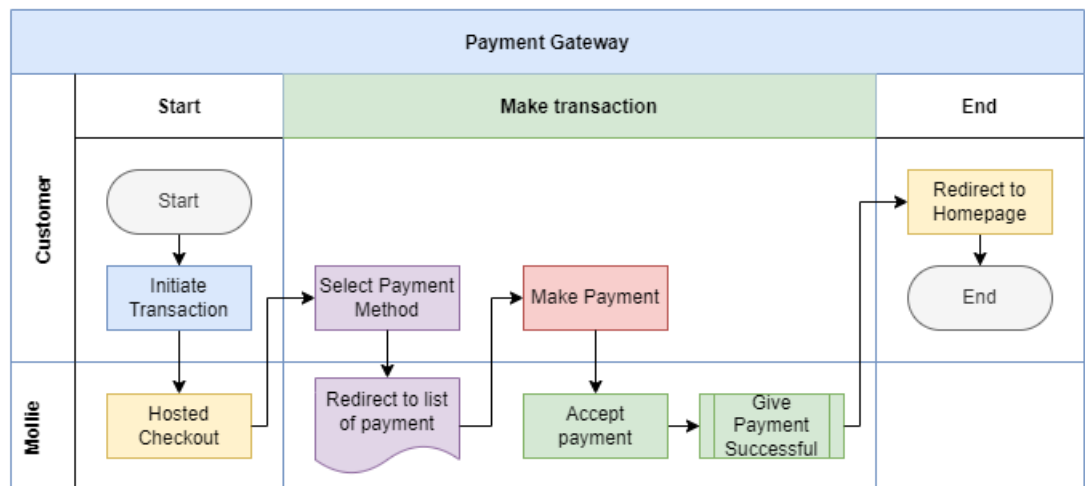 Payment Gateway
Start
Make transaction
End
Customer
Start
Initiate
Transaction
Select Payment
Method
Make Payment
Redirect to
Homepage
End
Mollie
Hosted
Checkout
Redirect to list
of payment
Accept
payment
Give
Payment
Successful